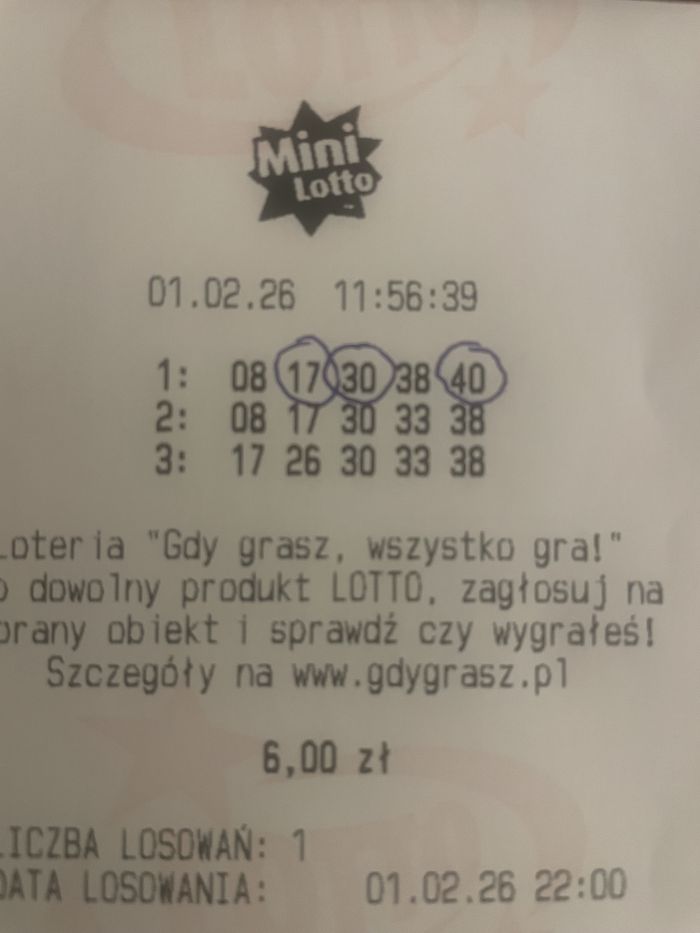 Mini
Lotto
01.02.26 11:56:39
1: 08 17 30 38 40
2: 08 17 30 33 38
3: 17 26 30 33 38
Loteria "Gdy grasz, wszystko gra!"
dowolny produkt LOTTO, zagłosuj na
obiekt i sprawdź czy wygrałeś!
Szczegóły na www.gdygrasz.pl
6,00 zł
LICZBA LOSOWAŃ: 1
DATA LOSOWANIA: 01.02.26 22:00